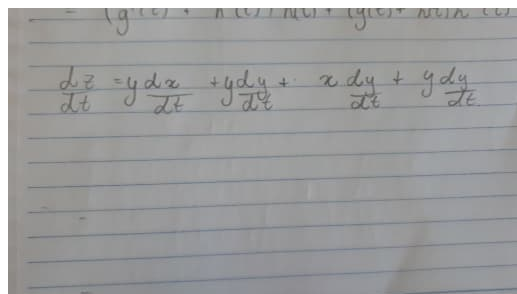 = (g'(t) + h'(t)) h(t) + (g(t) + h(t)) h'(t)
dz/dt = y dx/dt + y dy/dt + x dy/dt + y dy/dt